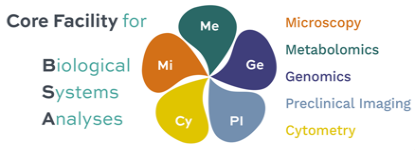 Core Facility for
Biological
Systems
Analyses
Me
Ge
PI
Cy
Mi
Microscopy
Metabolomics
Genomics
Preclinical Imaging
Cytometry